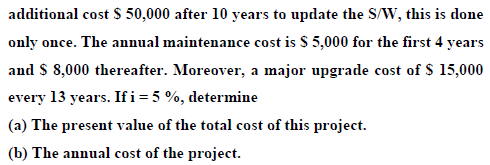 additional cost $ 50,000 after 10 years to update the S/W, this is done
only once. The annual maintenance cost is $ 5,000 for the first 4 years
and $ 8,000 thereafter. Moreover, a major upgrade cost of $ 15,000
every 13 years. If i = 5 %, determine
(a) The present value of the total cost of this project.
(b) The annual cost of the project.